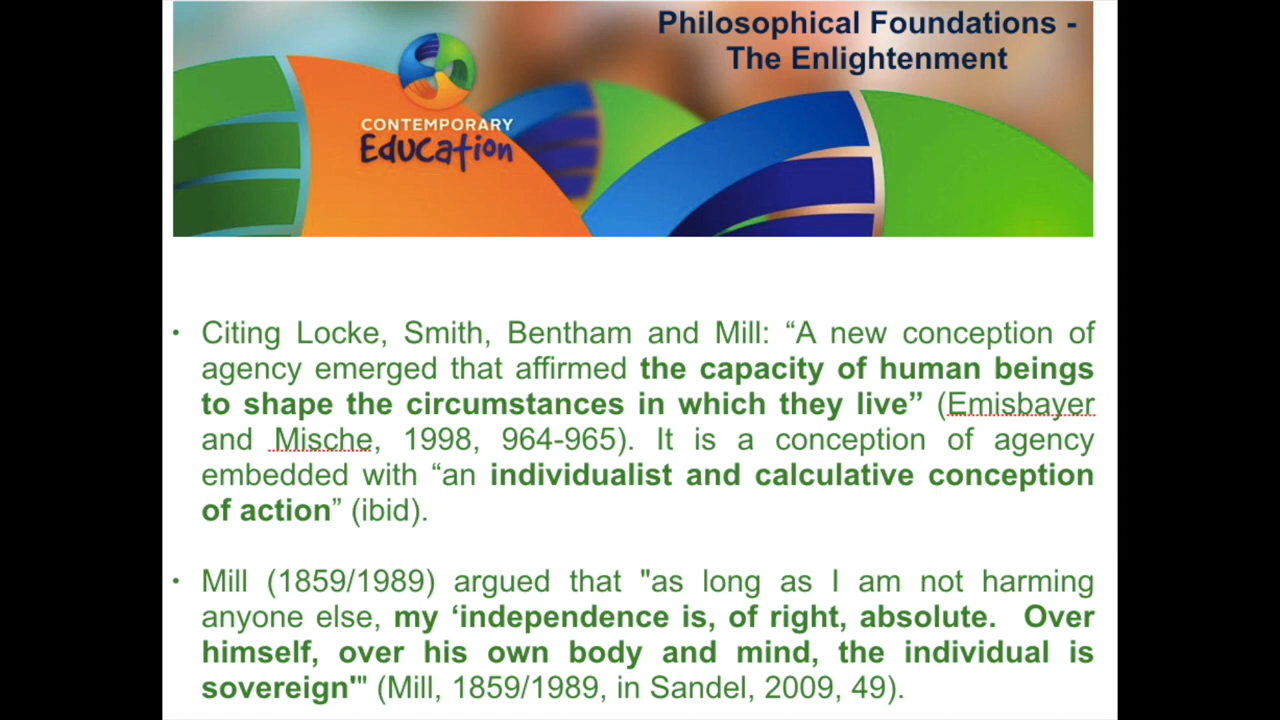 Philosophical Foundations -
The Enlightenment
CONTEMPORARY
Education
• Citing Locke, Smith, Bentham and Mill: “A new conception of
agency emerged that affirmed the capacity of human beings
to shape the circumstances in which they live” (Emisbayer
and Mische, 1998, 964-965). It is a conception of agency
embedded with “an individualist and calculative conception
of action” (ibid).
• Mill (1859/1989) argued that "as long as I am not harming
anyone else, my ‘independence is, of right, absolute. Over
himself, over his own body and mind, the individual is
sovereign'" (Mill, 1859/1989, in Sandel, 2009, 49).